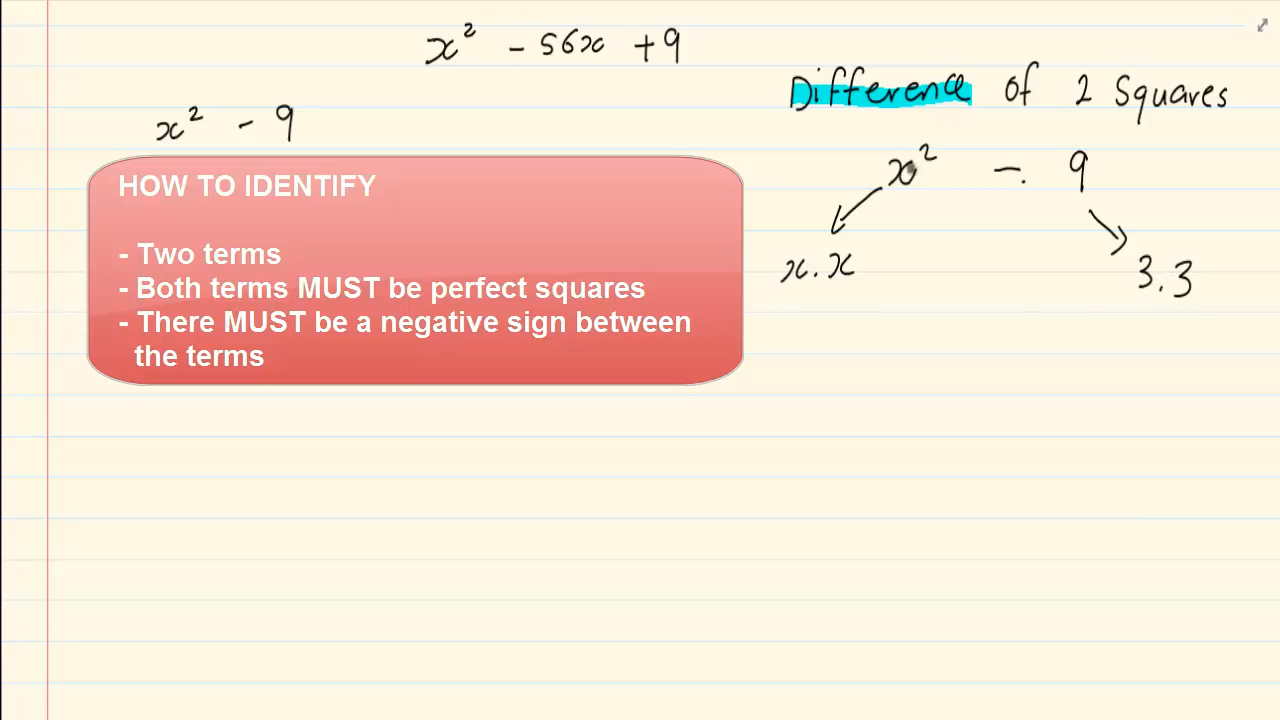 x² - 56x + 9
Difference of 2 Squares
x² - 9
x² - 9
HOW TO IDENTIFY
- Two terms
- Both terms MUST be perfect squares
- There MUST be a negative sign between
the terms
x.x
3.3